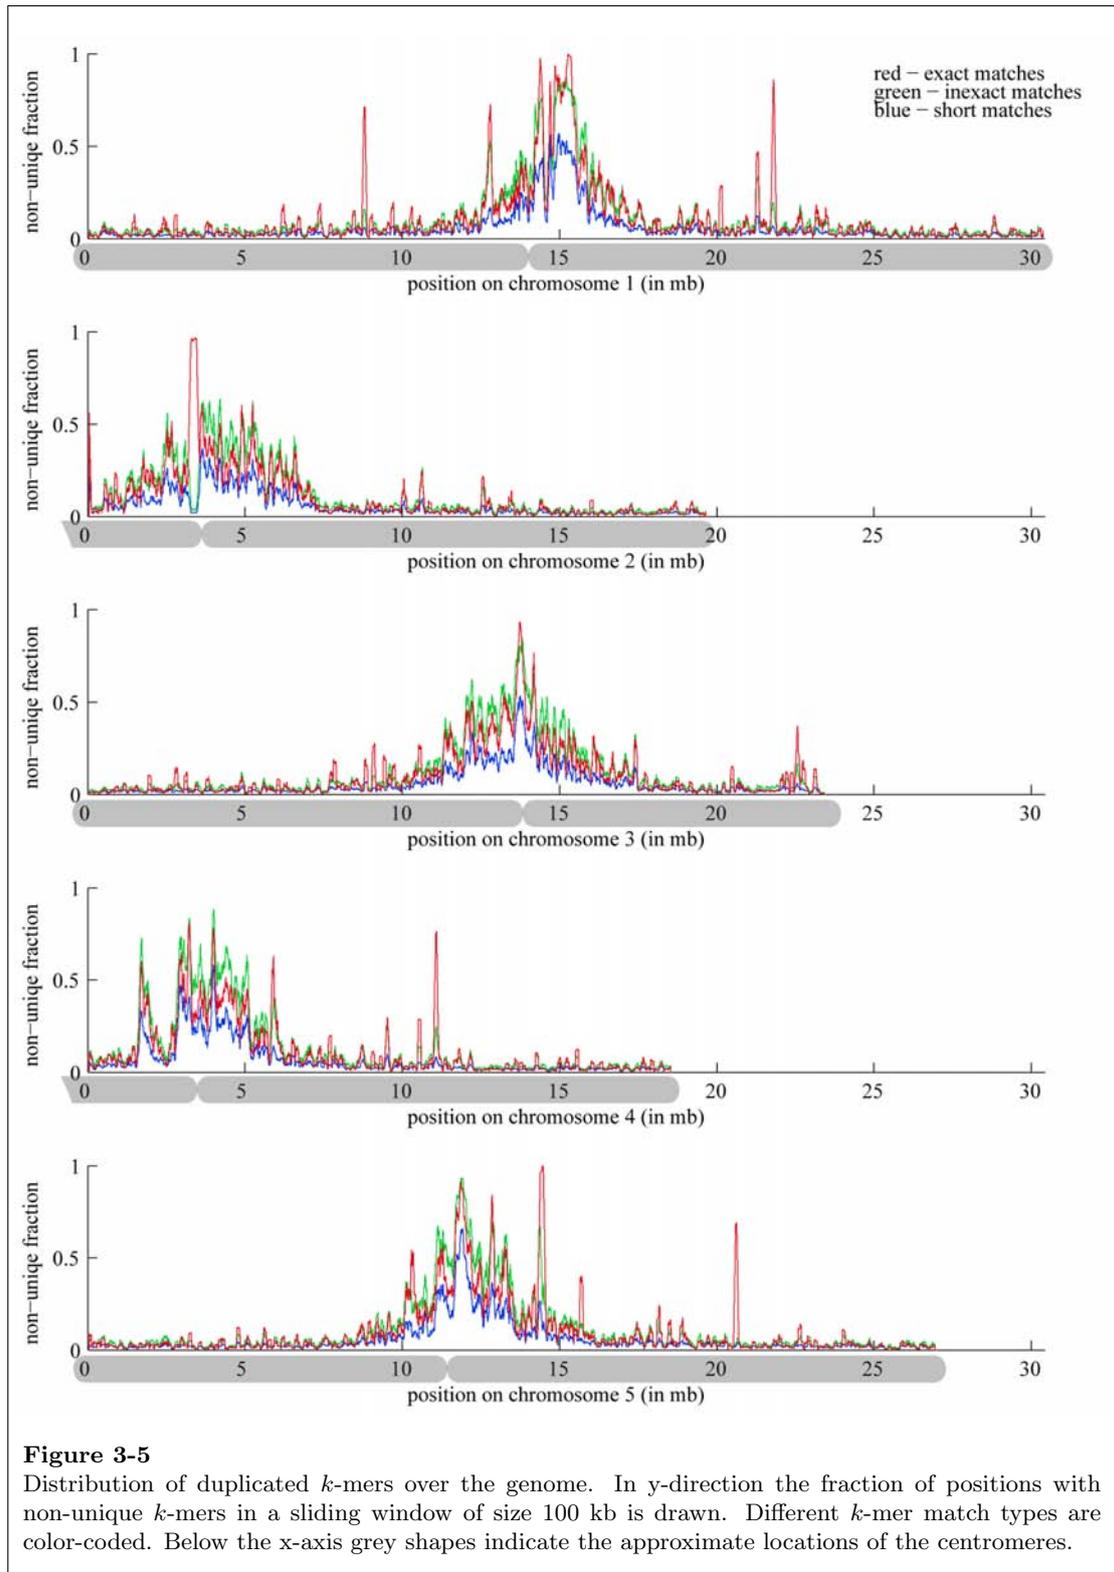 1
0.5
0
non−uniqe fraction
red − exact matches
green − inexact matches
blue − short matches
0 5 10 15 20 25 30
position on chromosome 1 (in mb)
1
0.5
0
non−uniqe fraction
0 5 10 15 20 25 30
position on chromosome 2 (in mb)
1
0.5
0
non−uniqe fraction
0 5 10 15 20 25 30
position on chromosome 3 (in mb)
1
0.5
0
non−uniqe fraction
0 5 10 15 20 25 30
position on chromosome 4 (in mb)
1
0.5
0
non−uniqe fraction
0 5 10 15 20 25 30
position on chromosome 5 (in mb)
Figure 3-5
Distribution of duplicated k-mers over the genome. In y-direction the fraction of positions with
non-unique k-mers in a sliding window of size 100 kb is drawn. Different k-mer match types are
color-coded. Below the x-axis grey shapes indicate the approximate locations of the centromeres.